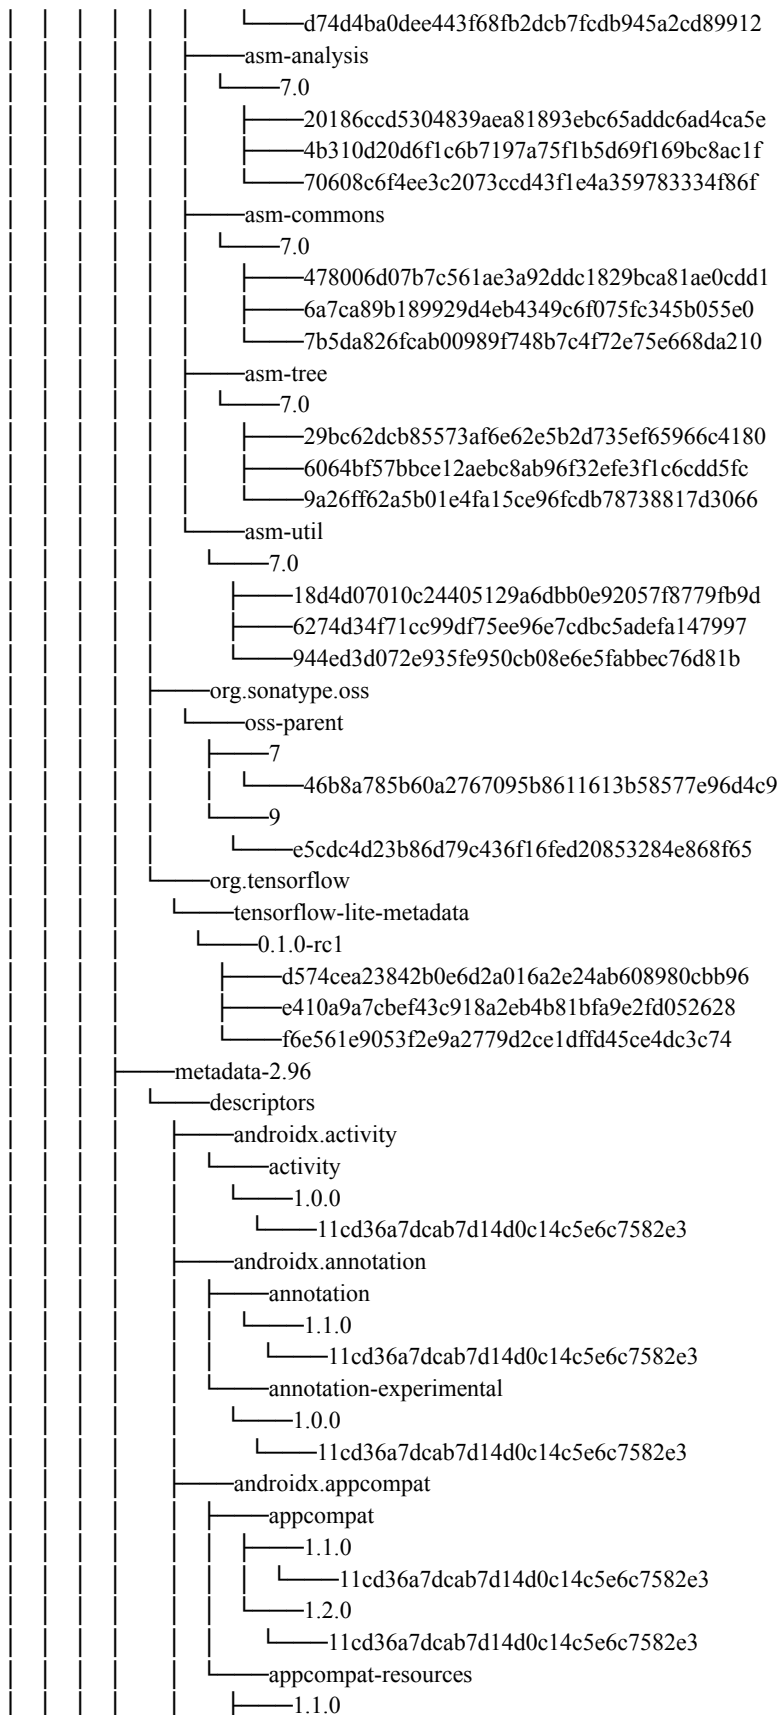 d74d4ba0dee443f68fb2dcb7fcdb945a2cd89912
asm-analysis
7.0
20186ccd5304839aea81893ebc65addc6ad4ca5e
4b310d20d6f1c6b7197a75f1b5d69f169bc8ac1f
70608c6f4ee3c2073ccd43f1e4a359783334f86f
asm-commons
7.0
478006d07b7c561ae3a92ddc1829bca81ae0cdd1
6a7ca89b189929d4eb4349c6f075fc345b055e0
7b5da826fcab00989f748b7c4f72e75e668da210
asm-tree
7.0
29bc62dcb85573af6e62e5b2d735ef65966c4180
6064bf57bbce12aebc8ab96f32efe3f1c6cdd5fc
9a26ff62a5b01e4fa15ce96fcdb78738817d3066
asm-util
7.0
18d4d07010c24405129a6dbb0e92057f8779fb9d
6274d34f71cc99df75ee96e7cdbc5adefa147997
944ed3d072e935fe950cb08e6e5fabbec76d81b
org.sonatype.oss
oss-parent
7
46b8a785b60a2767095b8611613b58577e96d4c9
9
e5cdc4d23b86d79c436f16fed20853284e868f65
org.tensorflow
tensorflow-lite-metadata
0.1.0-rc1
d574cea23842b0e6d2a016a2e24ab608980cbb96
e410a9a7cbef43c918a2eb4b81bfa9e2fd052628
f6e561e9053f2e9a2779d2ce1dffd45ce4dc3c74
metadata-2.96
descriptors
androidx.activity
activity
1.0.0
11cd36a7dcab7d14d0c14c5e6c7582e3
androidx.annotation
annotation
1.1.0
11cd36a7dcab7d14d0c14c5e6c7582e3
annotation-experimental
1.0.0
11cd36a7dcab7d14d0c14c5e6c7582e3
androidx.appcompat
appcompat
1.1.0
11cd36a7dcab7d14d0c14c5e6c7582e3
1.2.0
11cd36a7dcab7d14d0c14c5e6c7582e3
appcompat-resources
1.1.0